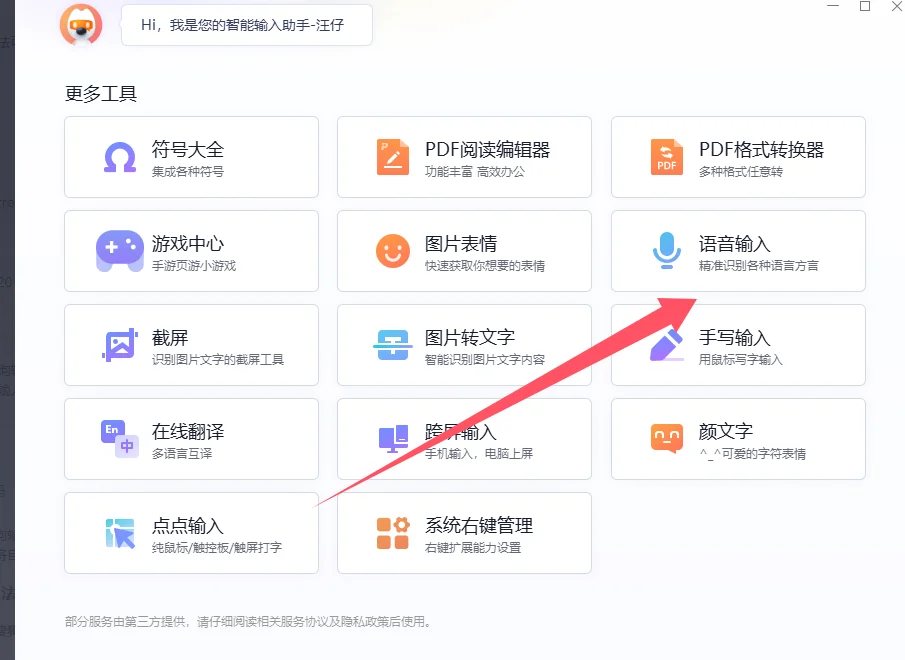 Hi，我是您的智能输入助手-汪仔
更多工具
符号大全
集成各种符号
PDF阅读编辑器
功能丰富 高效办公
PDF
PDF格式转换器
多种格式任意转
游戏中心
手游页游小游戏
图片表情
快速获取你想要的表情
语音输入
精准识别各种语言方言
截屏
识别图片文字的截屏工具
图片转文字
智能识别图片文字内容
手写输入
用鼠标写字输入
En
中
在线翻译
多语言互译
跨屏输入
手机输入，电脑上屏
颜文字
^_^可爱的字符表情
点点输入
纯鼠标/触控板/触屏打字
系统右键管理
右键扩展能力设置
部分服务由第三方提供，请仔细阅读相关服务协议及隐私政策后使用。